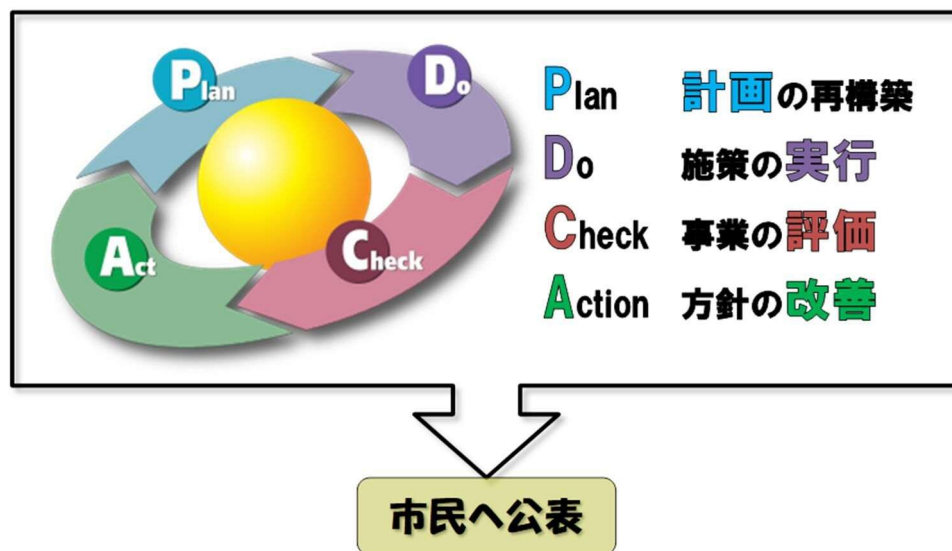 Plan
Do
Check
Act
Plan 計画の再構築
Do 施策の実行
Check 事業の評価
Action 方針の改善
市民へ公表